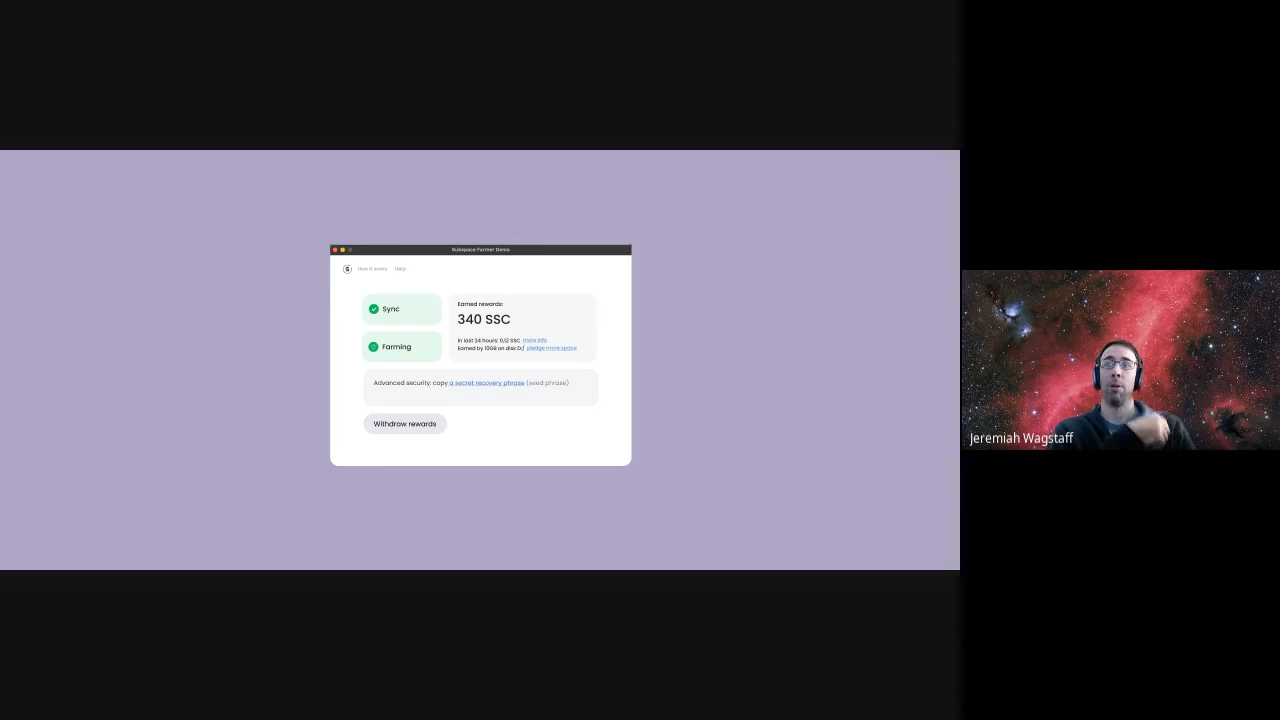 Subspace Farmer Demo
S How it works Help
Sync
Farming
Earned rewards:
340 SSC
In last 24 hours: 0,12 SSC more info
Earned by 10GB on disk D:/ pledge more space
Advanced security: copy a secret recovery phrase (seed phrase)
Withdraw rewards
Jeremiah Wagstaff